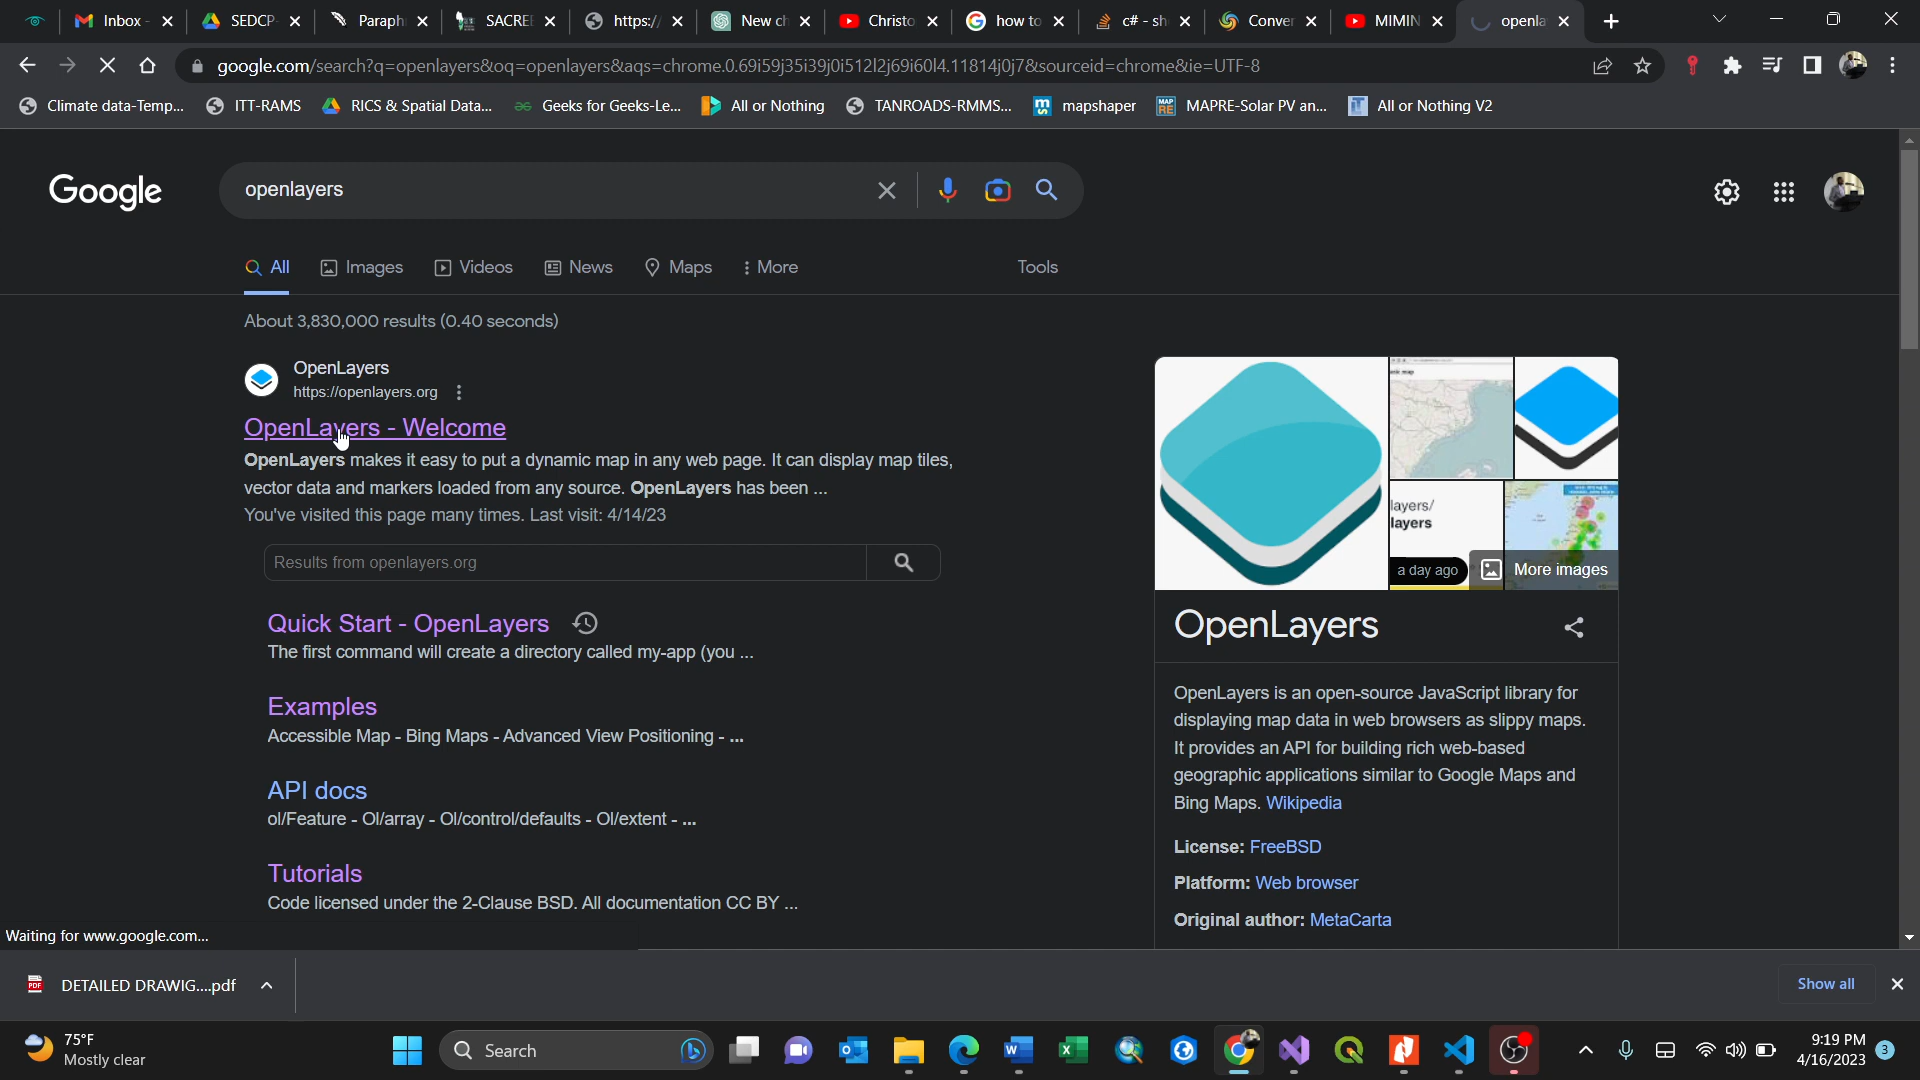 Inbox -
SEDCP
Paraph
SACRE
https:/
New ch
Christo
how to
c# - sh
Conver
MIMIN
openla
google.com/search?q=openlayers&oq=openlayers&aqs=chrome.0.69i59j35i39j0i512l2j69i60l4.11814j0j7&sourceid=chrome&ie=UTF-8
Climate data-Temp...
ITT-RAMS
RICS & Spatial Data...
Geeks for Geeks-Le...
All or Nothing
TANROADS-RMMS...
mapshaper
MAPRE-Solar PV an...
All or Nothing V2
Google
openlayers
All
Images
Videos
News
Maps
More
Tools
About 3,830,000 results (0.40 seconds)
OpenLayers
https://openlayers.org
OpenLayers - Welcome
OpenLayers makes it easy to put a dynamic map in any web page. It can display map tiles,
vector data and markers loaded from any source. OpenLayers has been ...
You've visited this page many times. Last visit: 4/14/23
Results from openlayers.org
Quick Start - OpenLayers
The first command will create a directory called my-app (you ...
Examples
Accessible Map - Bing Maps - Advanced View Positioning - ...
API docs
ol/Feature - Ol/array - Ol/control/defaults - Ol/extent - ...
Tutorials
Code licensed under the 2-Clause BSD. All documentation CC BY ...
layers/
layers
a day ago
More images
OpenLayers
OpenLayers is an open-source JavaScript library for
displaying map data in web browsers as slippy maps.
It provides an API for building rich web-based
geographic applications similar to Google Maps and
Bing Maps. Wikipedia
License: FreeBSD
Platform: Web browser
Original author: MetaCarta
Waiting for www.google.com...
DETAILED DRAWIG....pdf
Show all
75°F
Mostly clear
Search
9:19 PM
4/16/2023
3